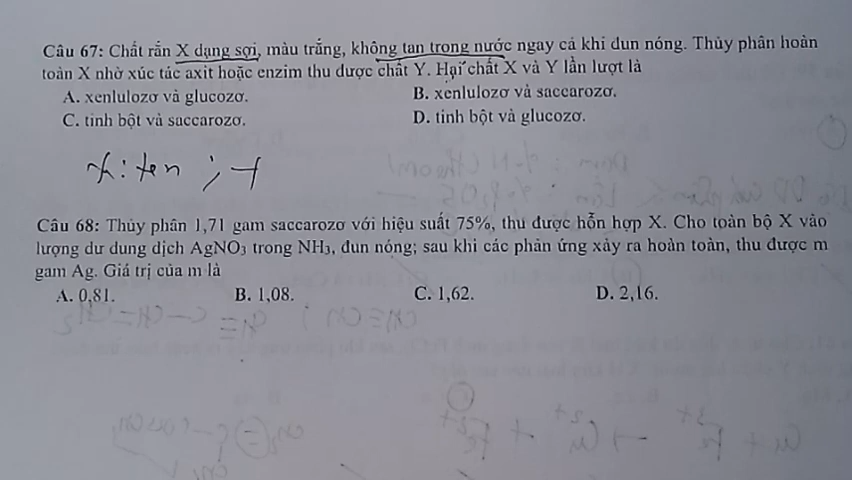 Câu 67: Chất rắn X dạng sợi, màu trắng, không tan trong nước ngay cả khi đun nóng. Thủy phân hoàn
toàn X nhờ xúc tác axit hoặc enzim thu được chất Y. Hai chất X và Y lần lượt là
A. xenlulozơ và glucozơ. B. xenlulozơ và saccarozơ.
C. tinh bột và saccarozơ. D. tinh bột và glucozơ.
X: xen ; Y
Câu 68: Thủy phân 1,71 gam saccarozơ với hiệu suất 75%, thu được hỗn hợp X. Cho toàn bộ X vào
lượng dư dung dịch AgNO3 trong NH3, đun nóng; sau khi các phản ứng xảy ra hoàn toàn, thu được m
gam Ag. Giá trị của m là
A. 0,81. B. 1,08. C. 1,62. D. 2,16.